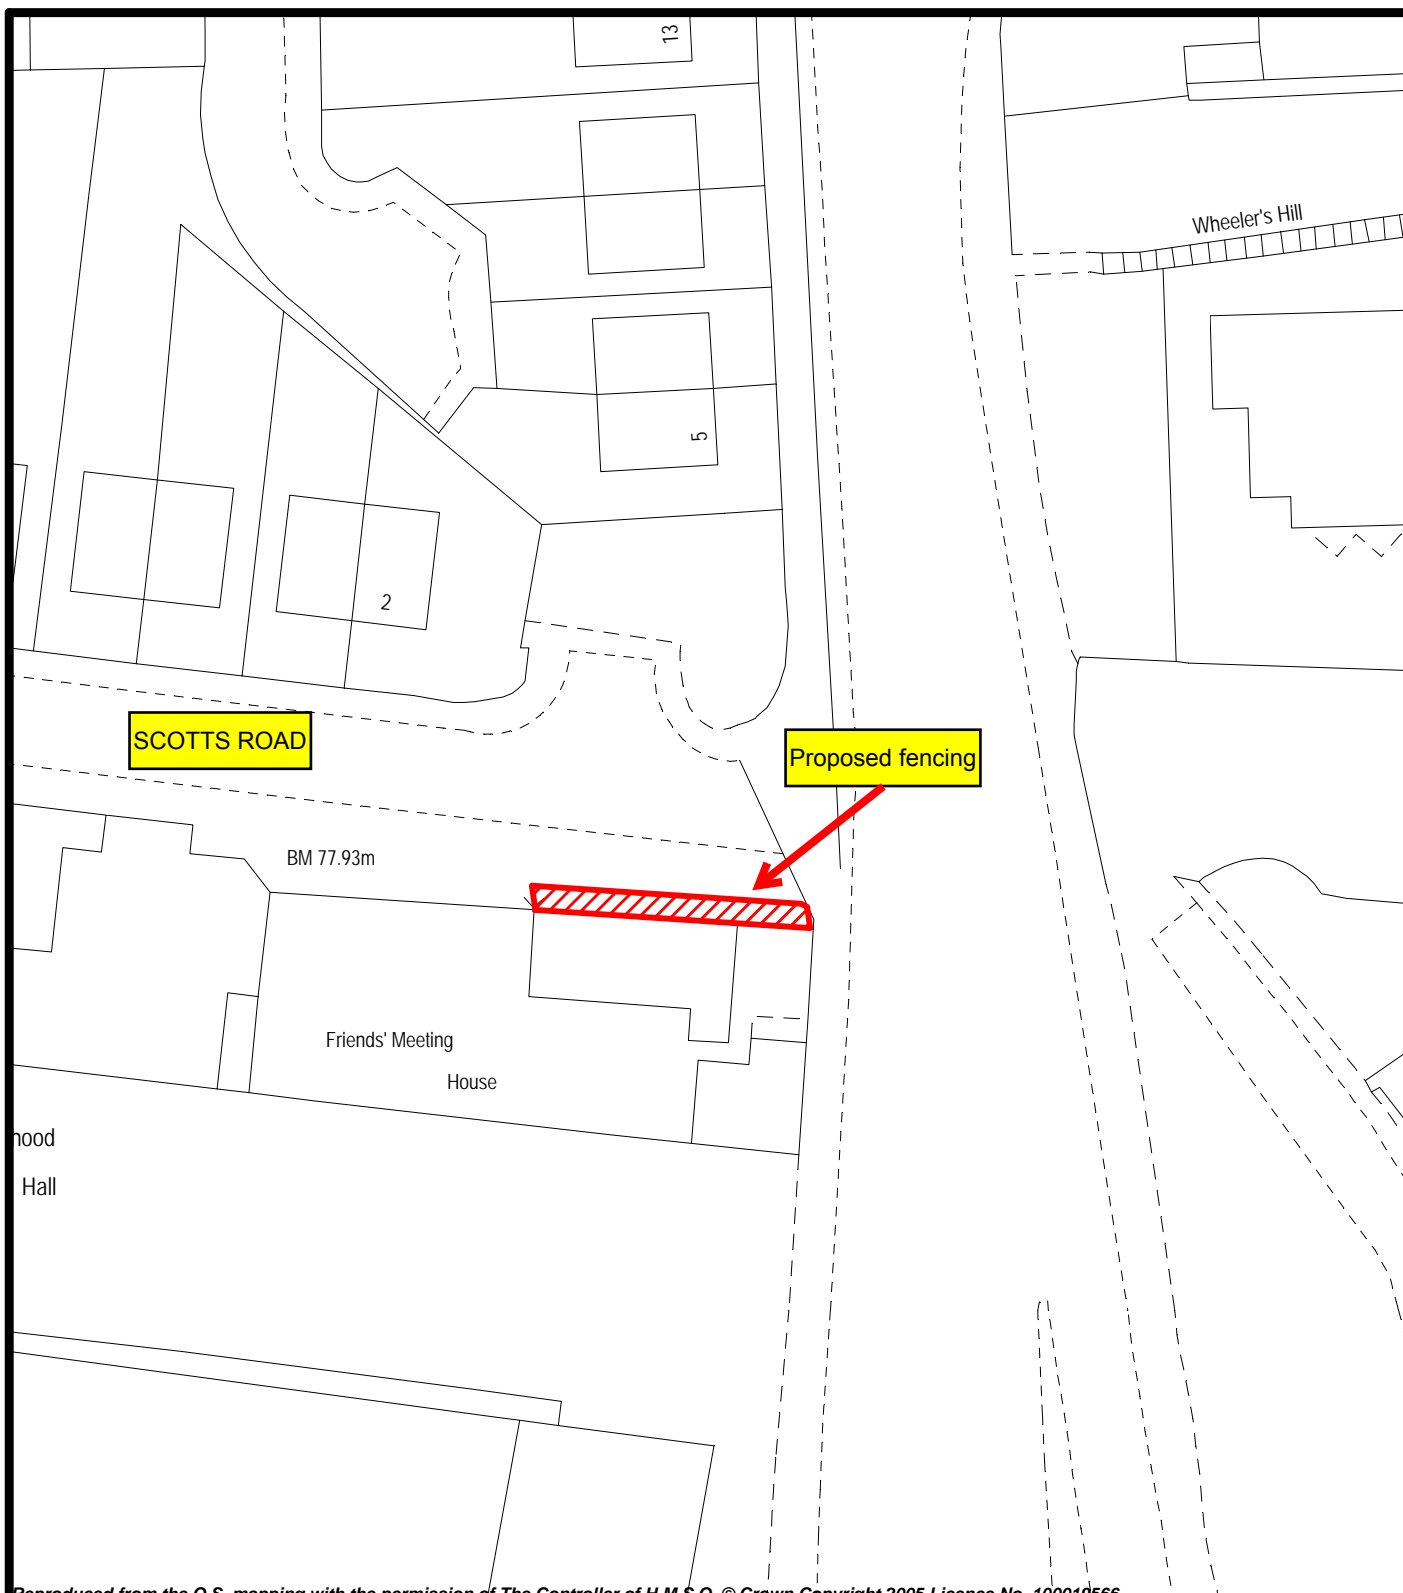 13
Wheeler's Hill
5
2
SCOTTS ROAD
Proposed fencing
BM 77.93m
Friends' Meeting
House
hood
Hall
Reproduced from the O.S. mapping with the permission of The Controller of H.M.S.O. © Crown Copyright 2005 Licence No. 100019566